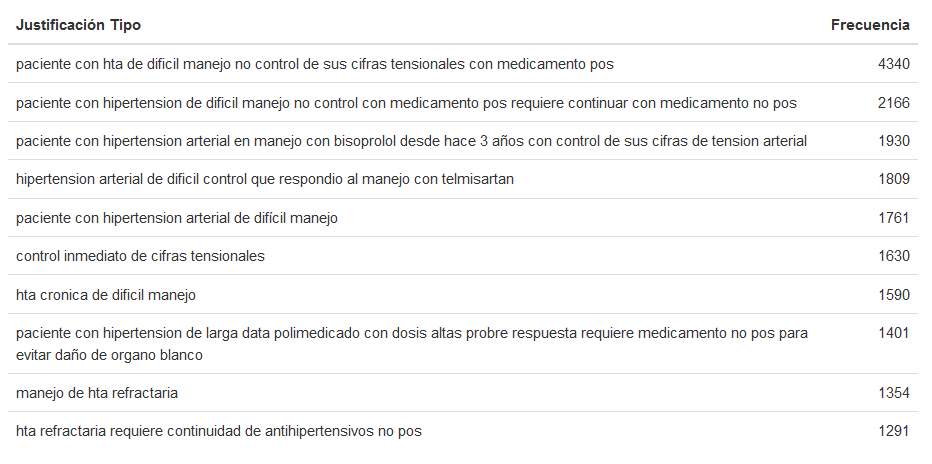 Justificación Tipo Frecuencia
paciente con hta de dificil manejo no control de sus cifras tensionales con medicamento pos 4340
paciente con hipertension de dificil manejo no control con medicamento pos requiere continuar con medicamento no pos 2166
paciente con hipertension arterial en manejo con bisoprolol desde hace 3 años con control de sus cifras de tension arterial 1930
hipertension arterial de dificil control que respondio al manejo con telmisartan 1809
paciente con hipertension arterial de difícil manejo 1761
control inmediato de cifras tensionales 1630
hta cronica de dificil manejo 1590
paciente con hipertension de larga data polimedicado con dosis altas probre respuesta requiere medicamento no pos para 1401
evitar daño de organo blanco
manejo de hta refractaria 1354
hta refractaria requiere continuidad de antihipertensivos no pos 1291